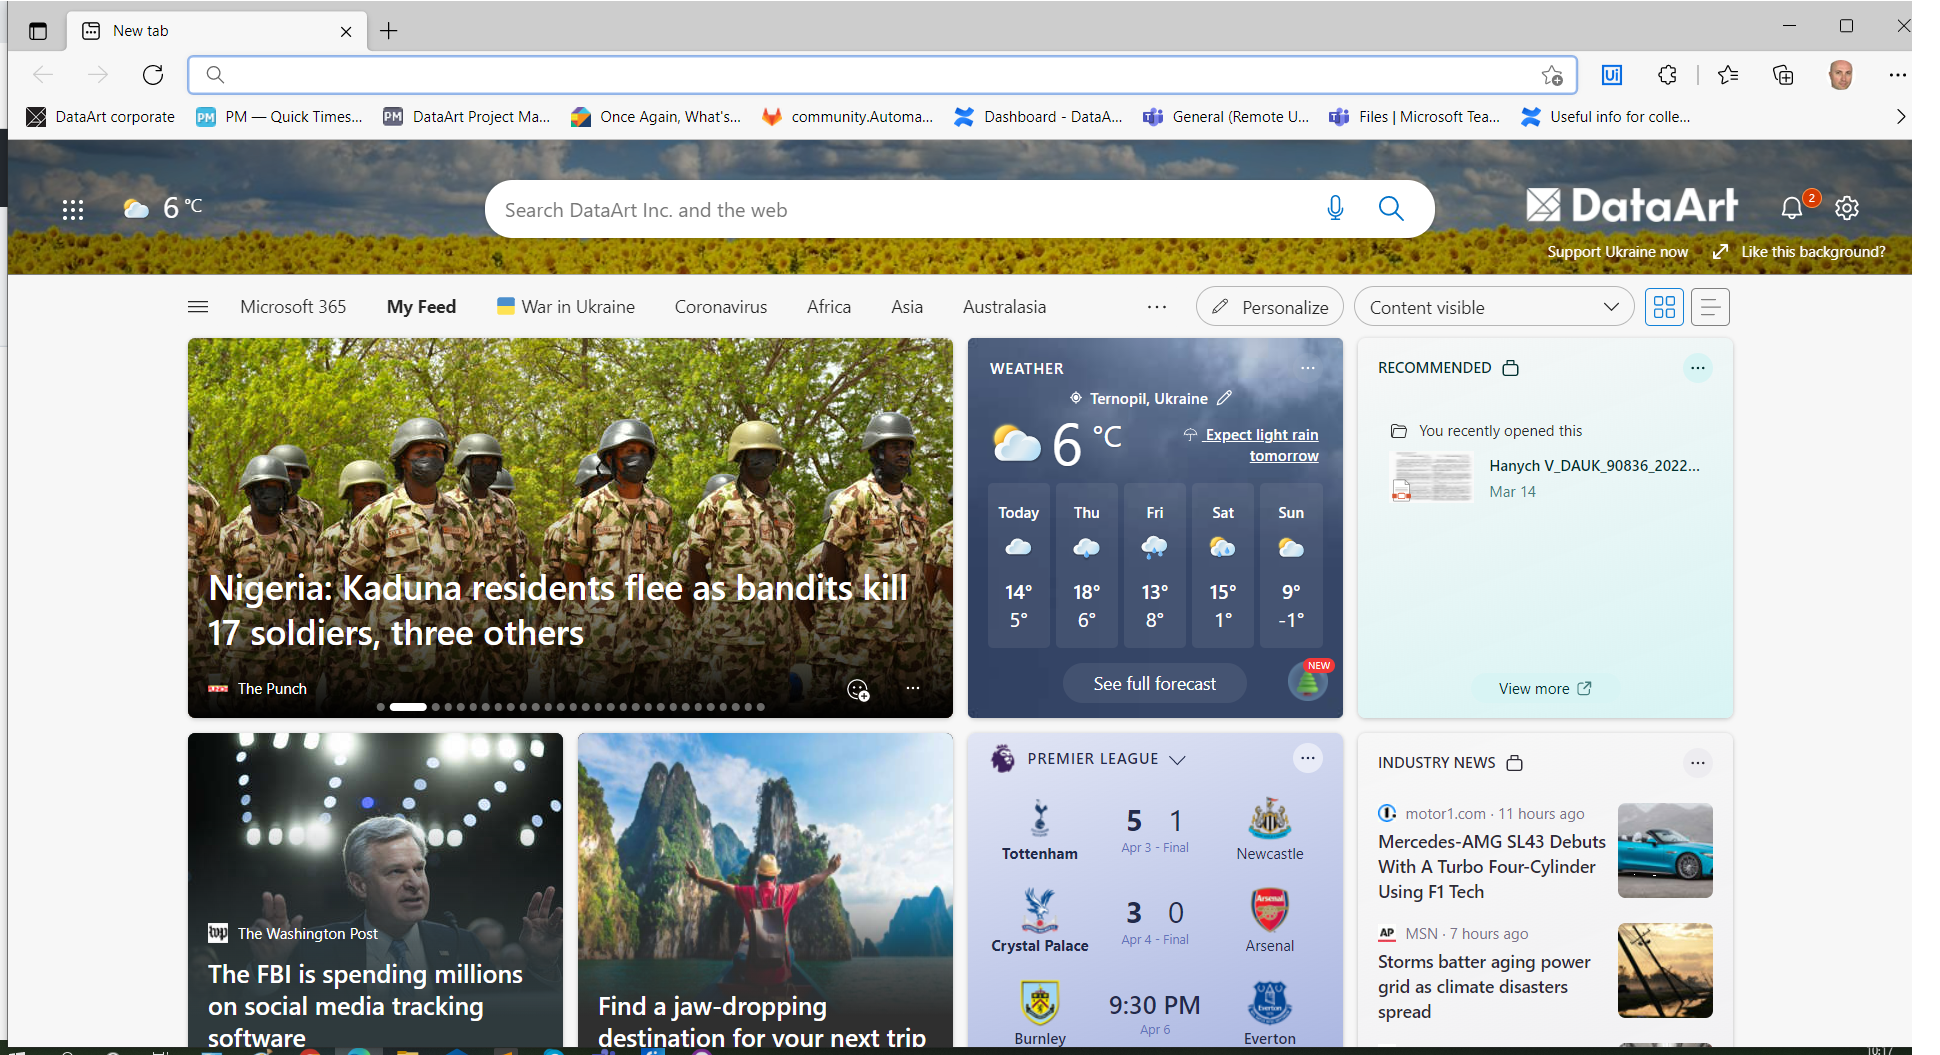 New tab
DataArt corporate
PM — Quick Times...
DataArt Project Ma...
Once Again, What's...
community.Automa...
Dashboard - DataA...
General (Remote U...
Files | Microsoft Tea...
Useful info for colle...
6 °C
Search DataArt Inc. and the web
DataArt
2
Support Ukraine now
Like this background?
Microsoft 365
My Feed
War in Ukraine
Coronavirus
Africa
Asia
Australasia
...
Personalize
Content visible
Nigeria: Kaduna residents flee as bandits kill
17 soldiers, three others
The Punch
WEATHER
Ternopil, Ukraine
6 °C
Expect light rain
tomorrow
Today Thu Fri Sat Sun
14° 18° 13° 15° 9°
5° 6° 8° 1° -1°
See full forecast
NEW
RECOMMENDED
You recently opened this
Hanych V_DAUK_90836_2022...
Mar 14
View more
The Washington Post
The FBI is spending millions
on social media tracking
software
Find a jaw-dropping
destination for your next trip
PREMIER LEAGUE
5 1
Apr 3 - Final
Tottenham Newcastle
3 0
Apr 4 - Final
Crystal Palace Arsenal
9:30 PM
Apr 6
Burnley Everton
INDUSTRY NEWS
motor1.com · 11 hours ago
Mercedes-AMG SL43 Debuts
With A Turbo Four-Cylinder
Using F1 Tech
AP MSN · 7 hours ago
Storms batter aging power
grid as climate disasters
spread
10:17